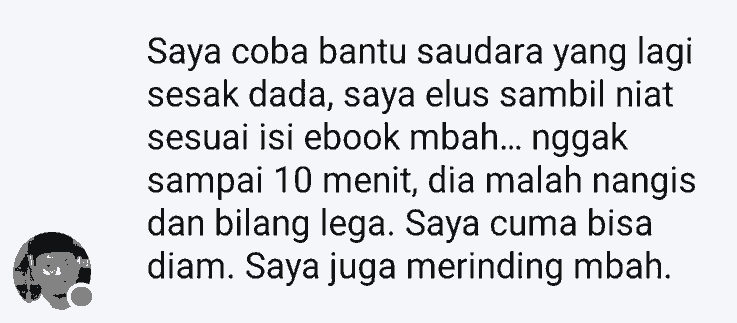 Saya coba bantu saudara yang lagi
sesak dada, saya elus sambil niat
sesuai isi ebook mbah... nggak
sampai 10 menit, dia malah nangis
dan bilang lega. Saya cuma bisa
diam. Saya juga merinding mbah.